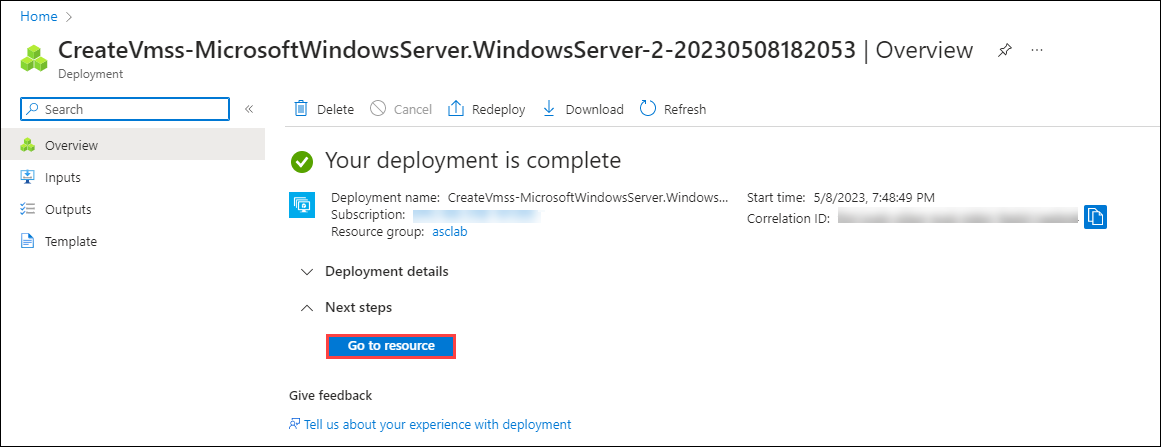 Home >
CreateVmss-MicrosoftWindowsServer.WindowsServer-2-20230508182053 | Overview ...
Deployment
Search «
Delete Cancel Redeploy Download Refresh
Overview
Inputs
Outputs
Template
Your deployment is complete
Deployment name: CreateVmss-MicrosoftWindowsServer.Windows...
Subscription:
Resource group: asclab
Start time: 5/8/2023, 7:48:49 PM
Correlation ID:
Deployment details
Next steps
Go to resource
Give feedback
Tell us about your experience with deployment